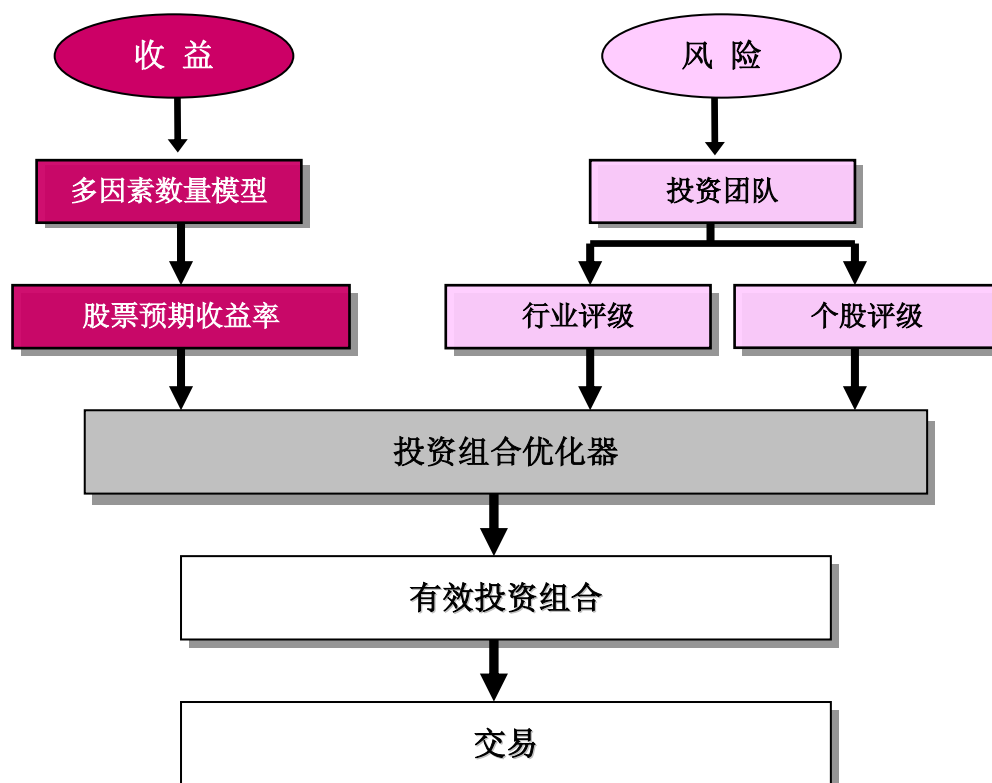 收 益
风 险
多因素数量模型
投资团队
股票预期收益率
行业评级
个股评级
投资组合优化器
有效投资组合
交易